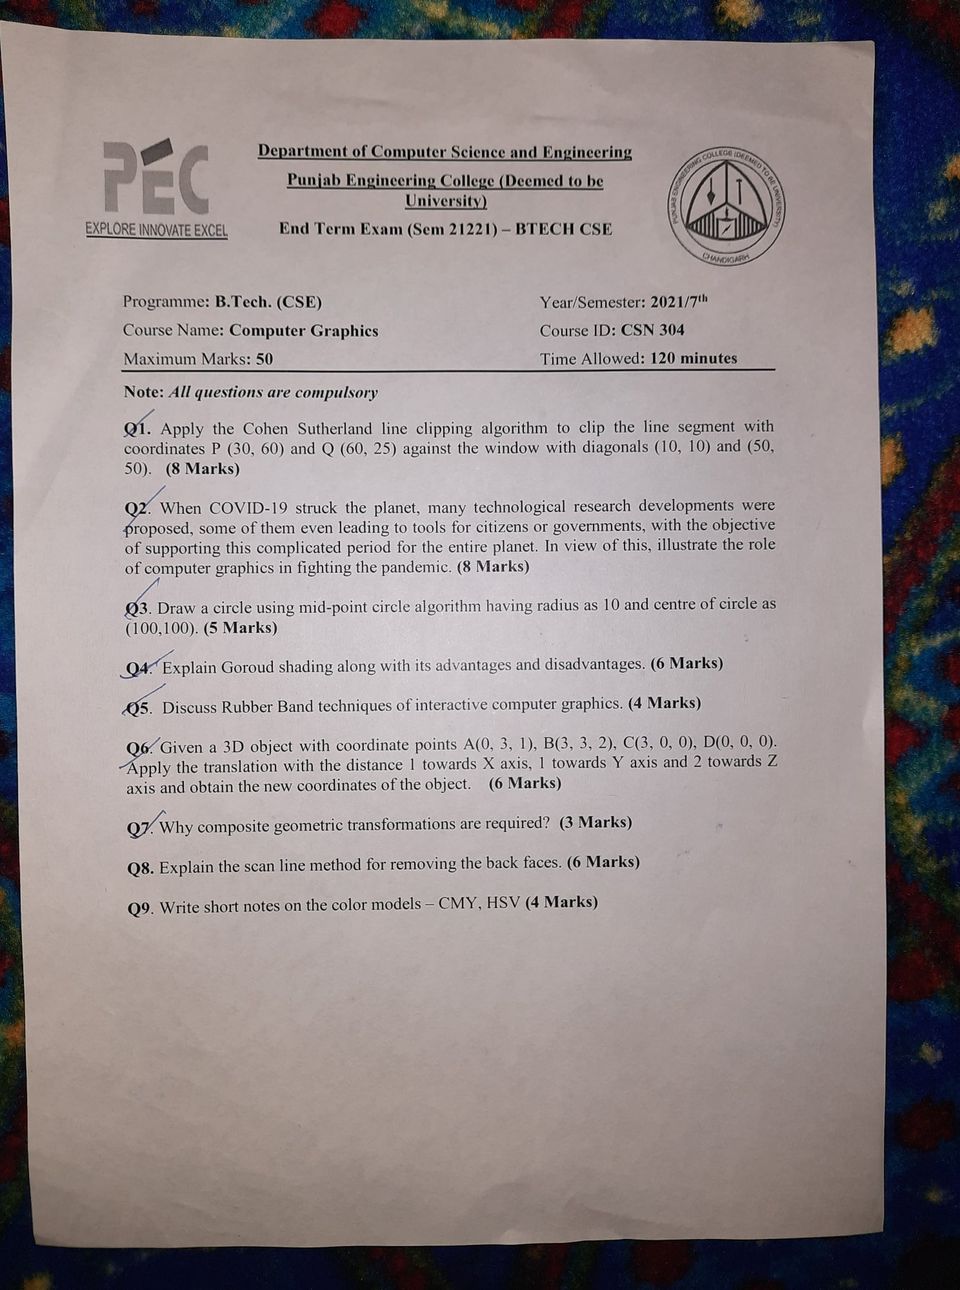 PEC
EXPLORE INNOVATE EXCEL
Department of Computer Science and Engineering
Punjab Engineering College (Deemed to be
University)
End Term Exam (Sem 21221) – BTECH CSE
PUNJAB ENGINEERING COLLEGE (DEEMED TO BE UNIVERSITY)
CHANDIGARH
Programme: B.Tech. (CSE) Year/Semester: 2021/7th
Course Name: Computer Graphics Course ID: CSN 304
Maximum Marks: 50 Time Allowed: 120 minutes
Note: All questions are compulsory
Q1. Apply the Cohen Sutherland line clipping algorithm to clip the line segment with
coordinates P (30, 60) and Q (60, 25) against the window with diagonals (10, 10) and (50,
50). (8 Marks)
Q2. When COVID-19 struck the planet, many technological research developments were
proposed, some of them even leading to tools for citizens or governments, with the objective
of supporting this complicated period for the entire planet. In view of this, illustrate the role
of computer graphics in fighting the pandemic. (8 Marks)
Q3. Draw a circle using mid-point circle algorithm having radius as 10 and centre of circle as
(100,100). (5 Marks)
Q4. Explain Goroud shading along with its advantages and disadvantages. (6 Marks)
Q5. Discuss Rubber Band techniques of interactive computer graphics. (4 Marks)
Q6. Given a 3D object with coordinate points A(0, 3, 1), B(3, 3, 2), C(3, 0, 0), D(0, 0, 0).
Apply the translation with the distance 1 towards X axis, 1 towards Y axis and 2 towards Z
axis and obtain the new coordinates of the object. (6 Marks)
Q7. Why composite geometric transformations are required? (3 Marks)
Q8. Explain the scan line method for removing the back faces. (6 Marks)
Q9. Write short notes on the color models – CMY, HSV (4 Marks)